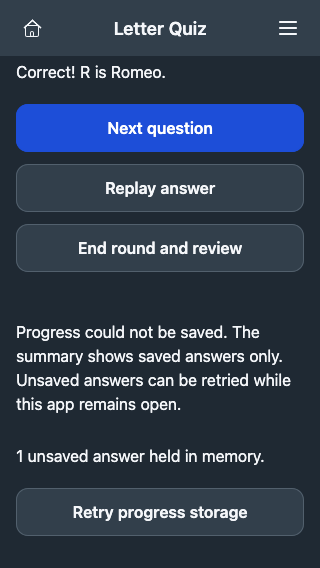 Letter Quiz
Correct! R is Romeo.
Next question
Replay answer
End round and review
Progress could not be saved. The
summary shows saved answers only.
Unsaved answers can be retried while
this app remains open.
1 unsaved answer held in memory.
Retry progress storage